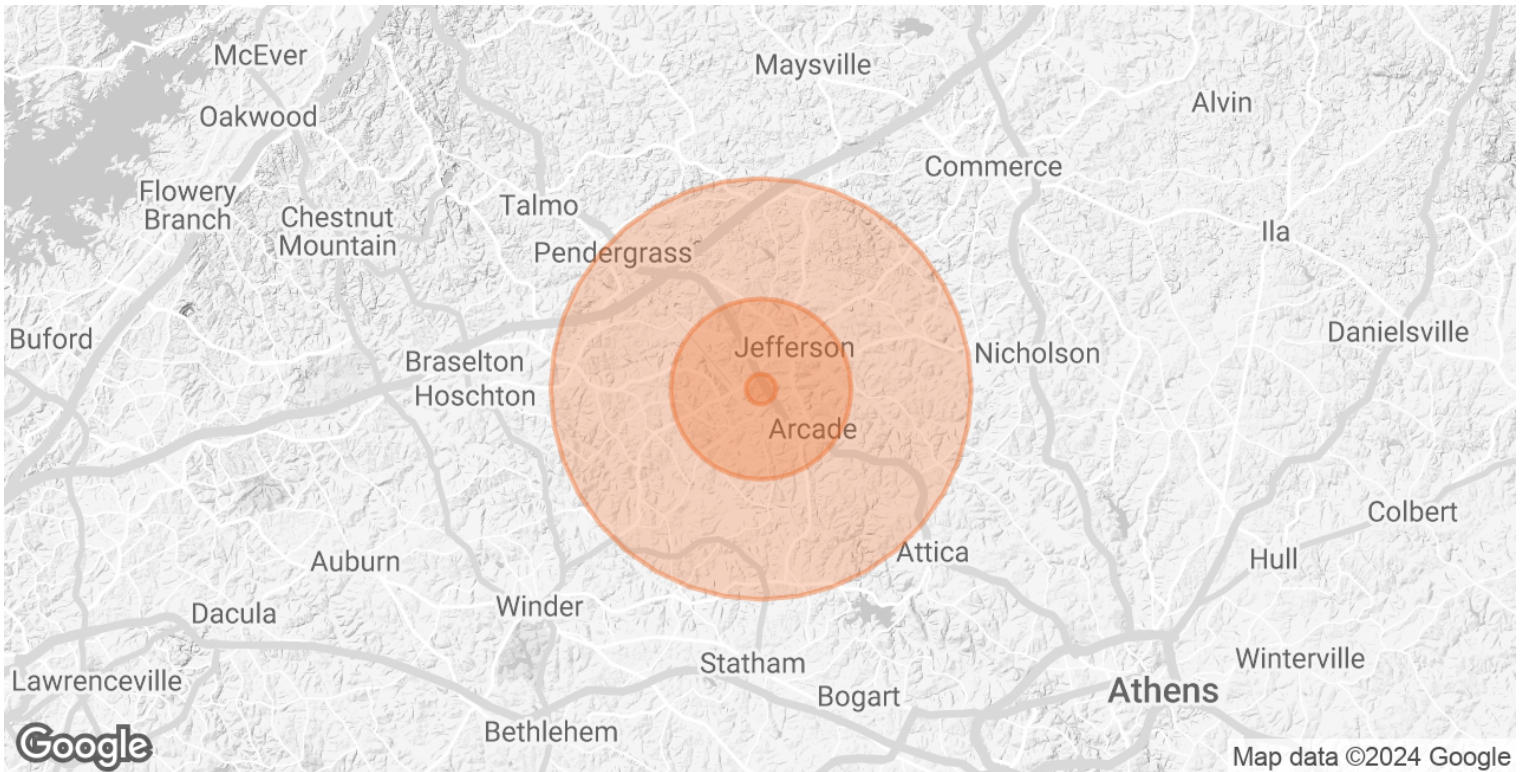 McEver
Maysville
Alvin
Oakwood
Commerce
Flowery
Branch
Talmo
Chestnut
Mountain
Ila
Pendergrass
Buford
Jefferson
Danielsville
Braselton
Nicholson
Hoschton
Arcade
Colbert
Auburn
Attica
Hull
Winder
Dacula
Statham
Winterville
Lawrenceville
Bogart
Athens
Bethlehem
Google
Map data ©2024 Google